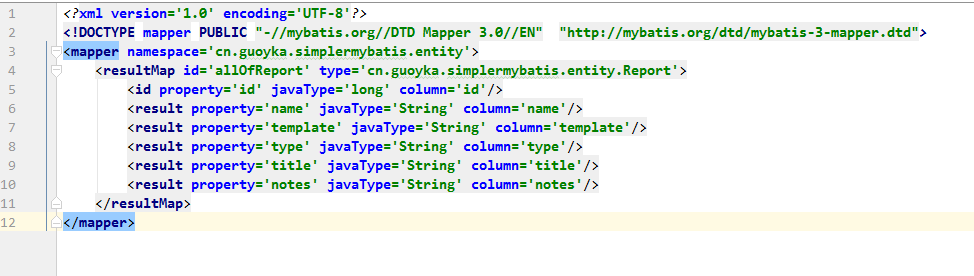 1 <?xml version='1.0' encoding='UTF-8'?>
2 <!DOCTYPE mapper PUBLIC "-//mybatis.org//DTD Mapper 3.0//EN"  "http://mybatis.org/dtd/mybatis-3-mapper.dtd">
3 <mapper namespace='cn.guoyka.simplermybatis.entity'>
4     <resultMap id='allOfReport' type='cn.guoyka.simplermybatis.entity.Report'>
5         <id property='id' javaType='long' column='id'/>
6         <result property='name' javaType='String' column='name'/>
7         <result property='template' javaType='String' column='template'/>
8         <result property='type' javaType='String' column='type'/>
9         <result property='title' javaType='String' column='title'/>
10         <result property='notes' javaType='String' column='notes'/>
11     </resultMap>
12 </mapper>